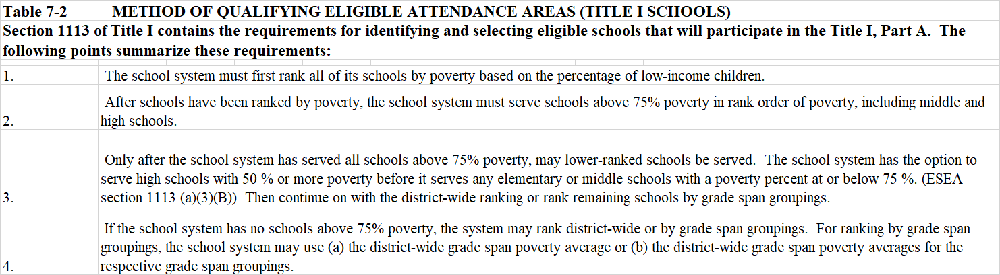 Table 7-2 METHOD OF QUALIFYING ELIGIBLE ATTENDANCE AREAS (TITLE I SCHOOLS)
Section 1113 of Title I contains the requirements for identifying and selecting eligible schools that will participate in the Title I, Part A. The
following points summarize these requirements:
1. The school system must first rank all of its schools by poverty based on the percentage of low-income children.
After schools have been ranked by poverty, the school system must serve schools above 75% poverty in rank order of poverty, including middle and
2. high schools.
Only after the school system has served all schools above 75% poverty, may lower-ranked schools be served. The school system has the option to
serve high schools with 50 % or more poverty before it serves any elementary or middle schools with a poverty percent at or below 75 %. (ESEA
3. section 1113 (a)(3)(B)) Then continue on with the district-wide ranking or rank remaining schools by grade span groupings.
If the school system has no schools above 75% poverty, the system may rank district-wide or by grade span groupings. For ranking by grade span
groupings, the school system may use (a) the district-wide grade span poverty average or (b) the district-wide grade span poverty averages for the
4. respective grade span groupings.